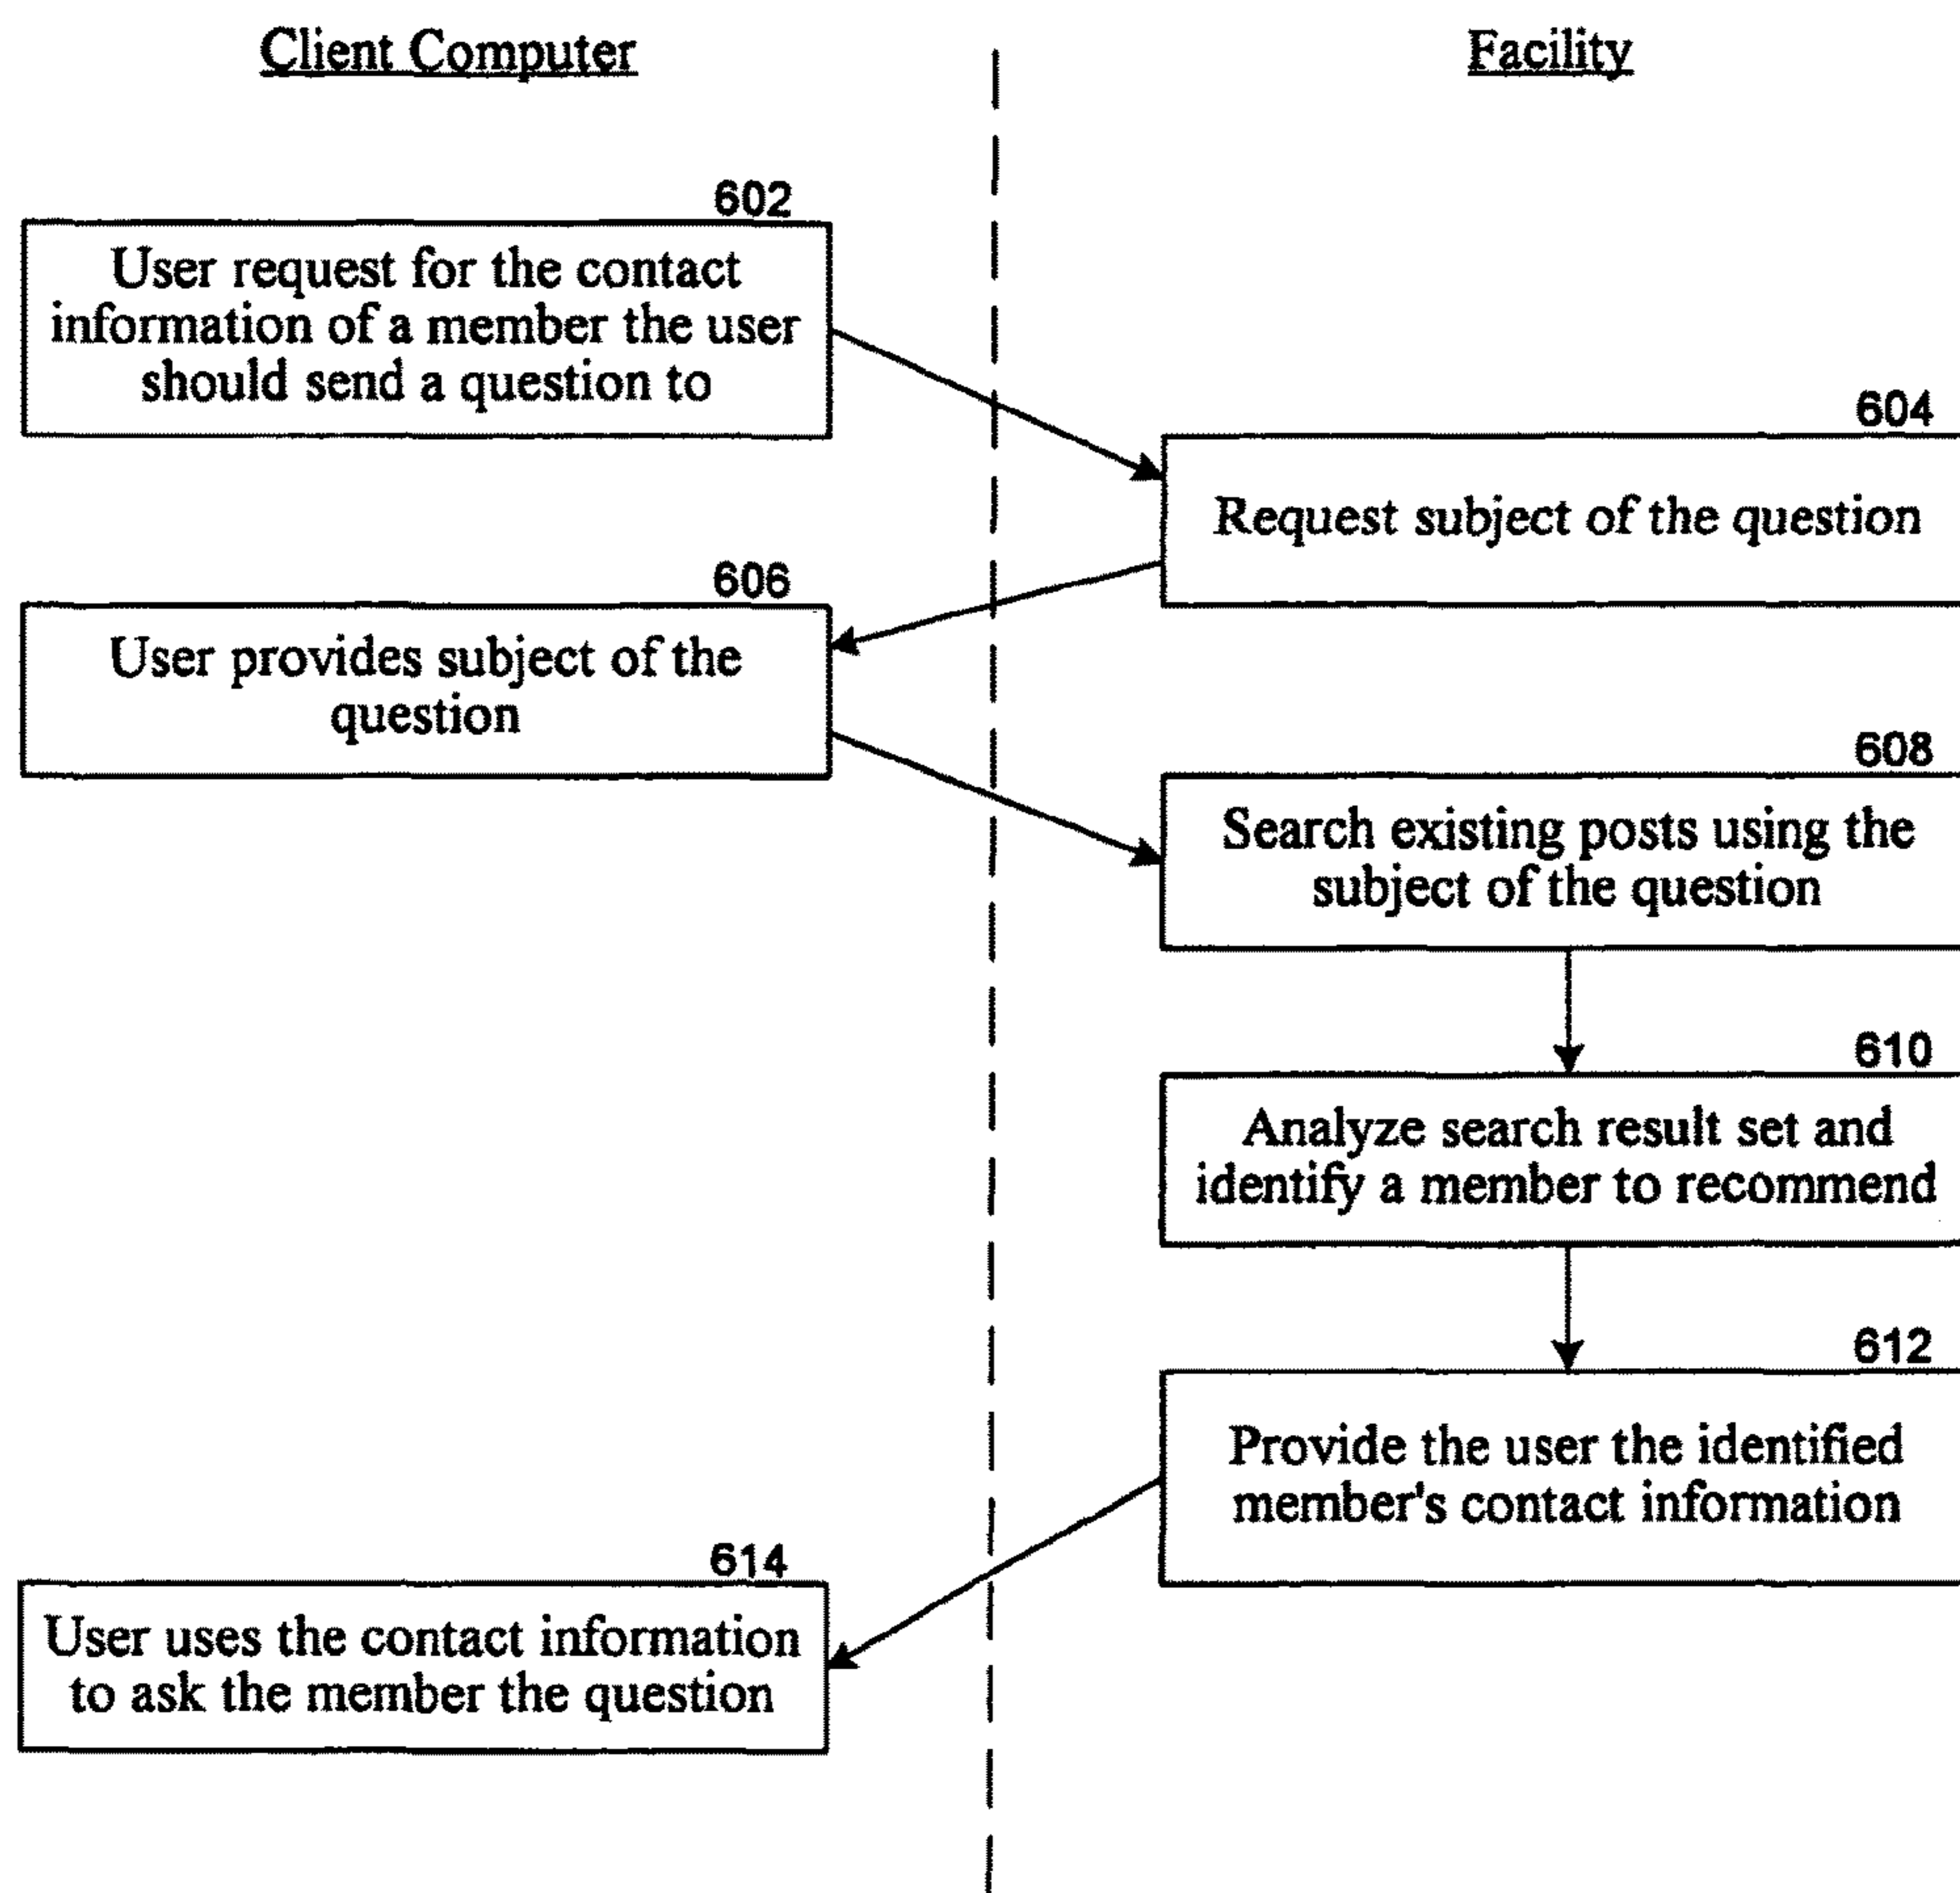 Client Computer
Facility
602
User request for the contact
information of a member the user
should send a question to
604
Request subject of the question
606
User provides subject of the
question
608
Search existing posts using the
subject of the question
610
Analyze search result set and
identify a member to recommend
612
Provide the user the identified
member's contact information
614
User uses the contact information
to ask the member the question